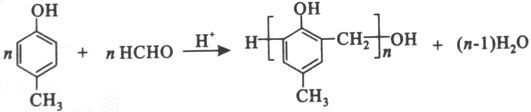 OH
OH
n + n HCHO H⁺ H[ CH₂]ₙOH + (n-1)H₂O
CH₃
CH₃